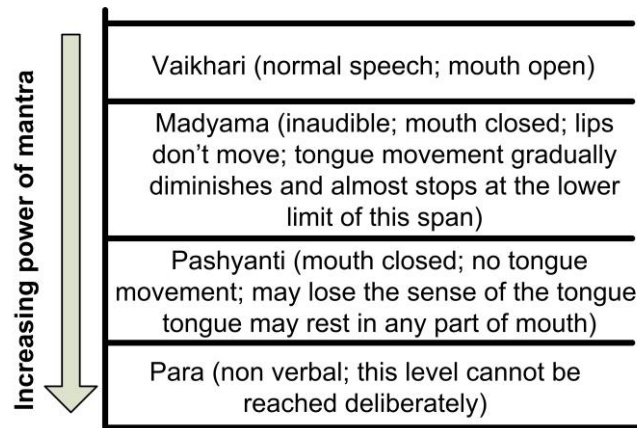 Increasing power of mantra
Vaikhari (normal speech; mouth open)
Madyama (inaudible; mouth closed; lips
don't move; tongue movement gradually
diminishes and almost stops at the lower
limit of this span)
Pashyanti (mouth closed; no tongue
movement; may lose the sense of the tongue
tongue may rest in any part of mouth)
Para (non verbal; this level cannot be
reached deliberately)